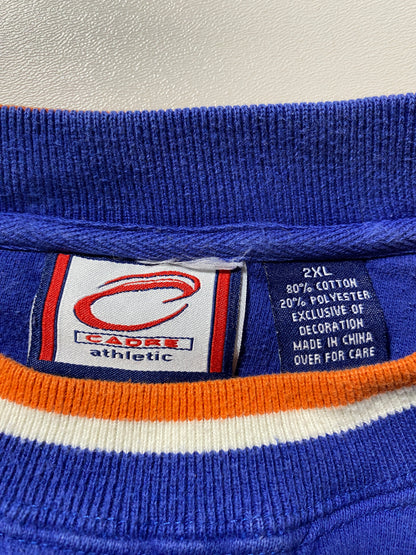 CADRE
athletic
2XL
80% COTTON
20% POLYESTER
EXCLUSIVE OF
DECORATION
MADE IN CHINA
OVER FOR CARE